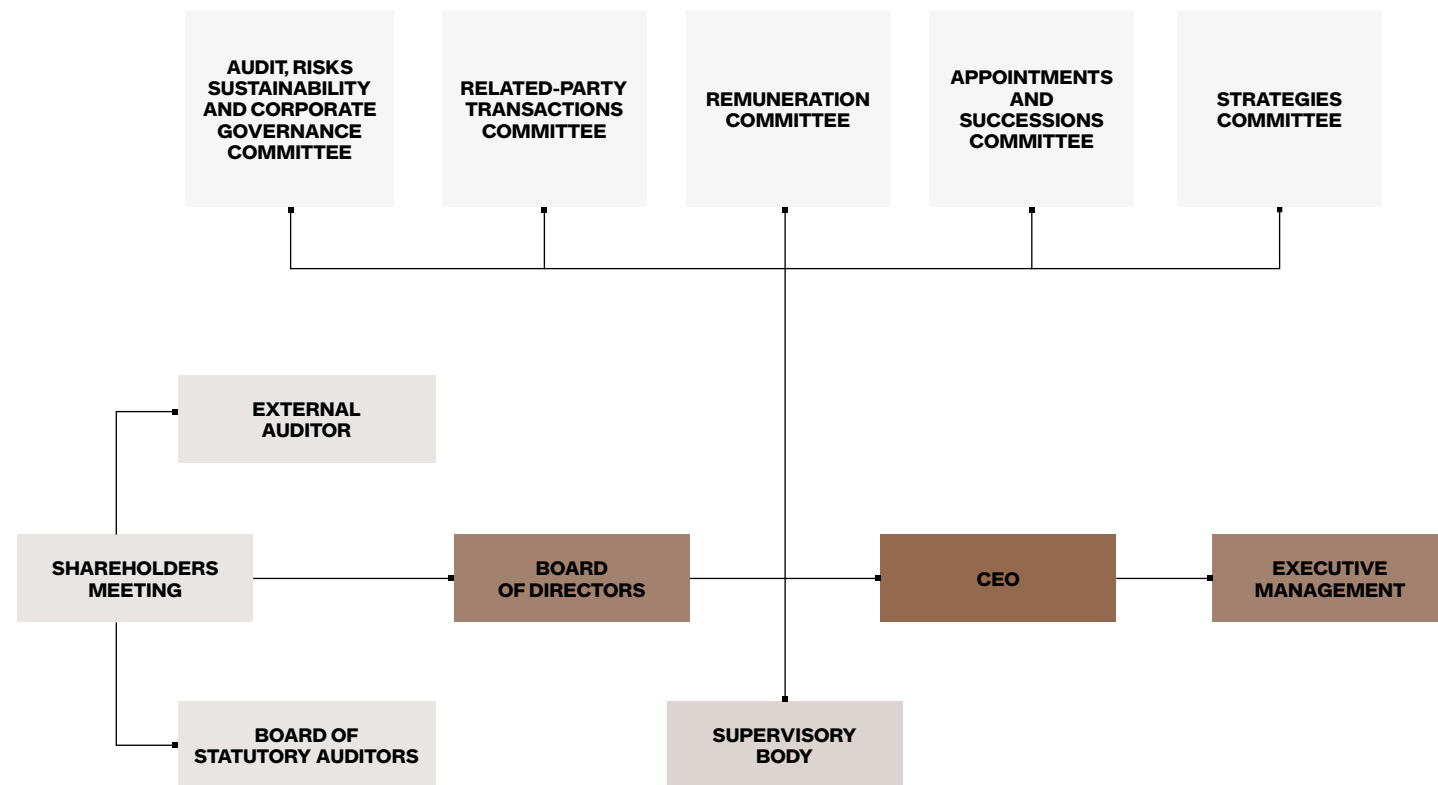 AUDIT, RISKS
SUSTAINABILITY
AND CORPORATE
GOVERNANCE
COMMITTEE
RELATED-PARTY
TRANSACTIONS
COMMITTEE
REMUNERATION
COMMITTEE
APPOINTMENTS
AND
SUCCESSIONS
COMMITTEE
STRATEGIES
COMMITTEE
EXTERNAL
AUDITOR
SHAREHOLDERS
MEETING
BOARD
OF DIRECTORS
CEO
EXECUTIVE
MANAGEMENT
BOARD OF
STATUTORY AUDITORS
SUPERVISORY
BODY